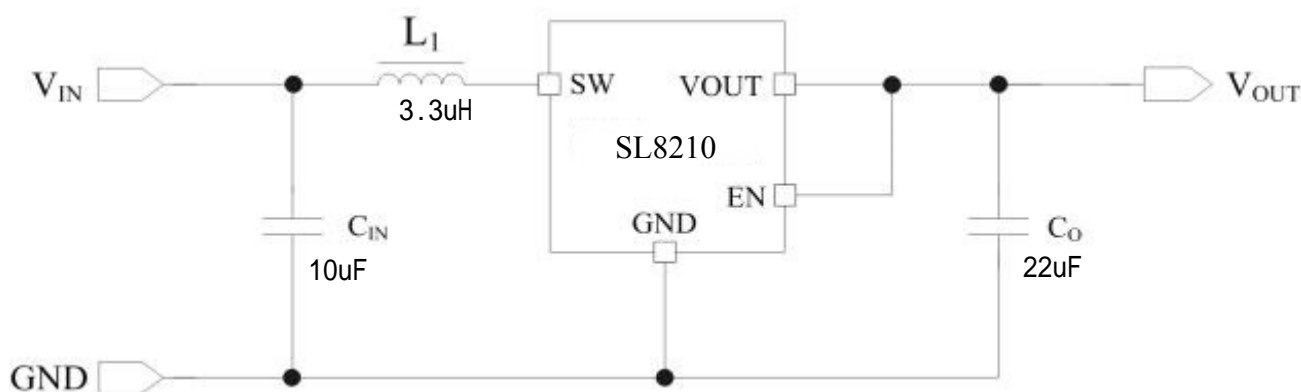 L1
VIN
SW
VOUT
VOUT
3.3uH
SL8210
EN
GND
CIN
10uF
CO
22uF
GND